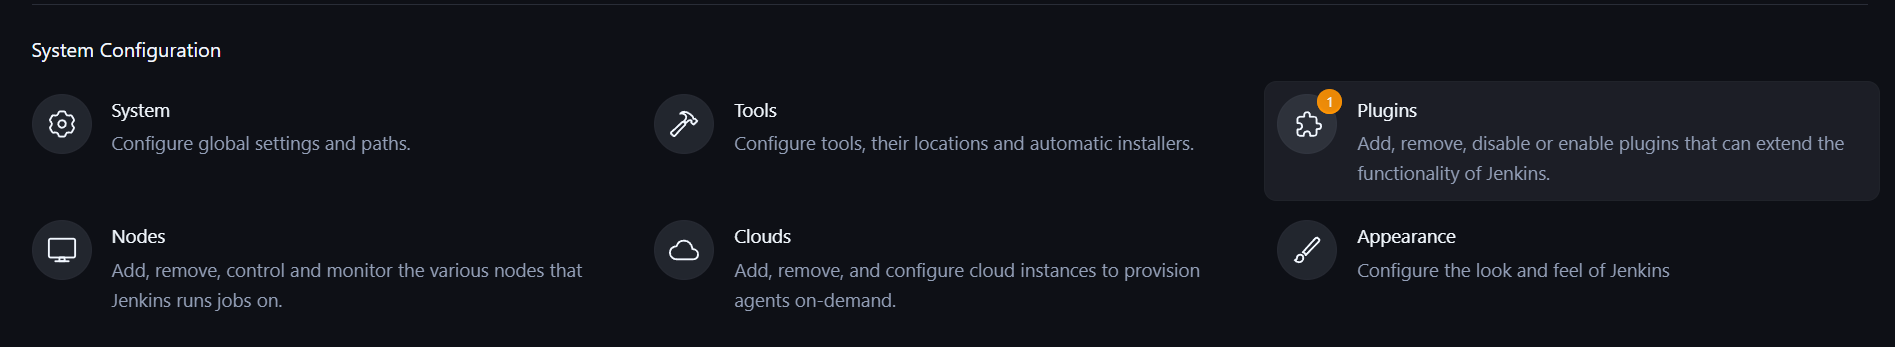 System Configuration
System
Configure global settings and paths.
Tools
Configure tools, their locations and automatic installers.
1
Plugins
Add, remove, disable or enable plugins that can extend the
functionality of Jenkins.
Nodes
Add, remove, control and monitor the various nodes that
Jenkins runs jobs on.
Clouds
Add, remove, and configure cloud instances to provision
agents on-demand.
Appearance
Configure the look and feel of Jenkins